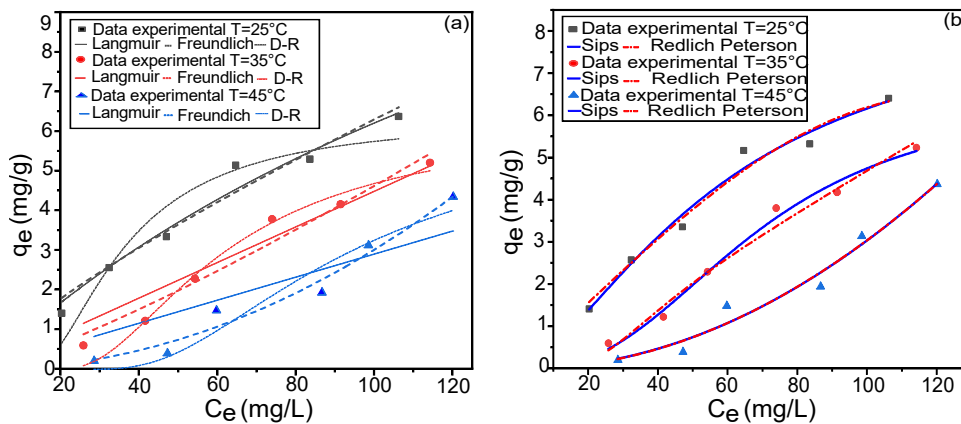 (a)
Data experimental T=25°C
Langmuir Freundlich D-R
Data experimental T=35°C
Langmuir Freundlich D-R
Data experimental T=45°C
Langmuir Freundlich D-R
qe (mg/g)
9
8
7
6
5
4
3
2
1
0
20 40 60 80 100 120
Ce (mg/L)
(b)
Data experimental T=25°C
Sips Redlich Peterson
Data experimental T=35°C
Sips Redlich Peterson
Data experimental T=45°C
Sips Redlich Peterson
qe (mg/g)
8
7
6
5
4
3
2
1
0
20 40 60 80 100 120
Ce (mg/L)